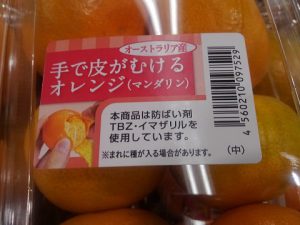 オーストラリア産
手で皮がむける
オレンジ(マンダリン)
本商品は防ばい剤
TBZ・イマザリルを
使用しています。
※まれに種が入る場合があります。
(中)
4560210097529